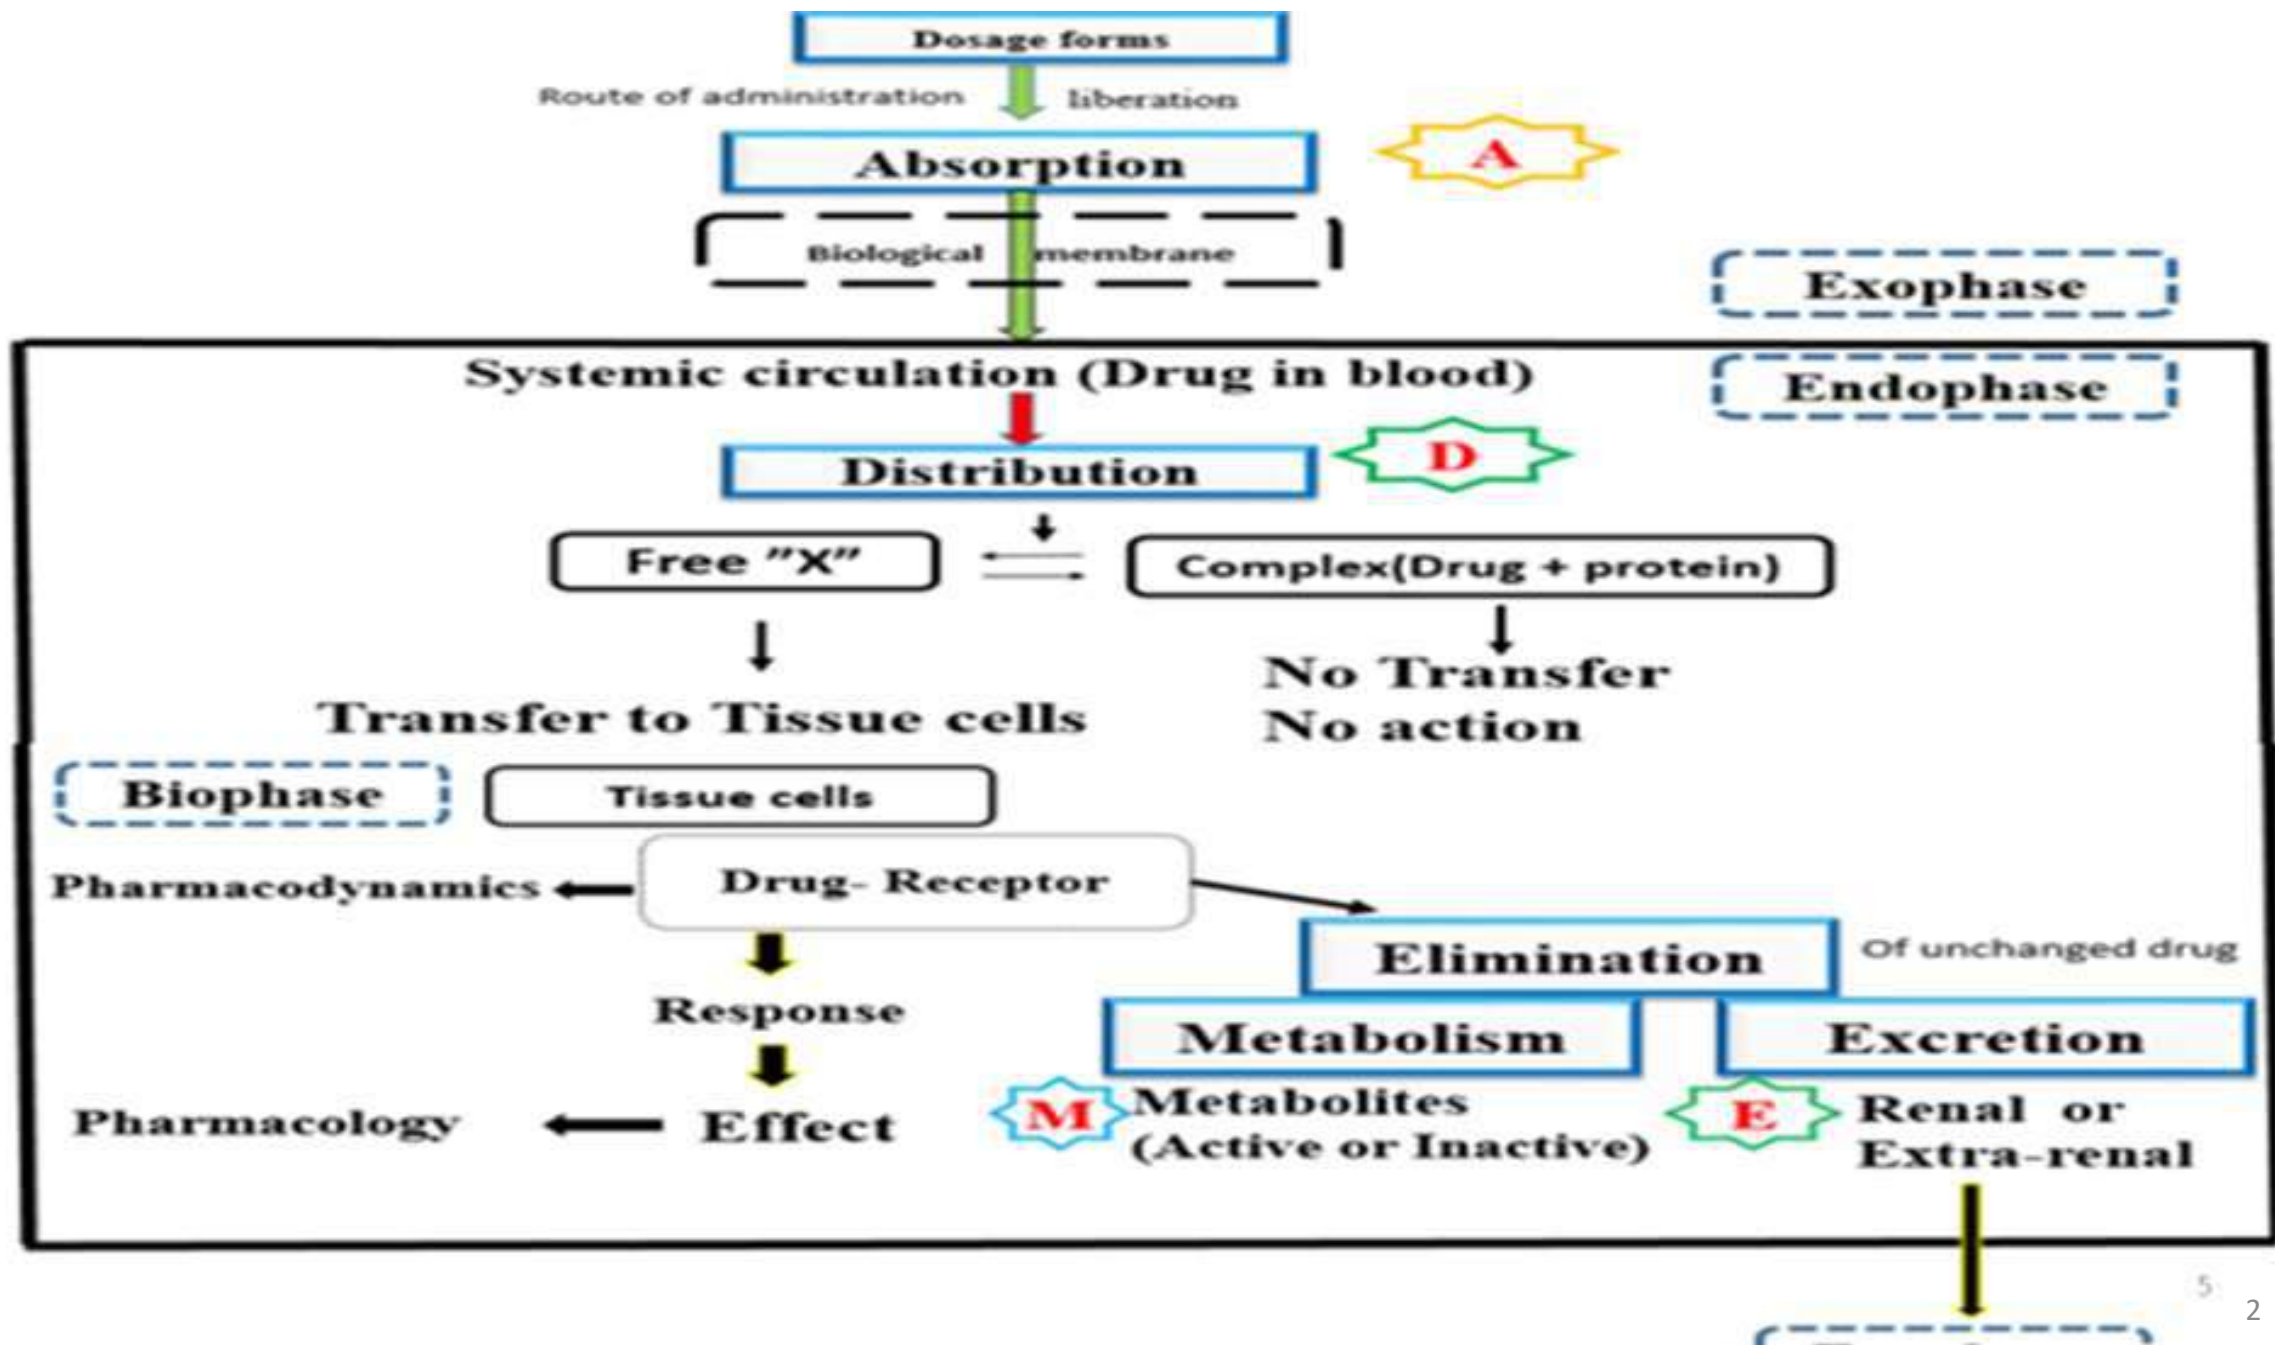 Dosage forms
Route of administration
liberation
Absorption
A
Biological membrane
Exophase
Systemic circulation (Drug in blood)
Endophase
Distribution
D
Free ”X”
Complex(Drug + protein)
No Transfer
Transfer to Tissue cells
No action
Biophase
Tissue cells
Pharmacodynamics
Drug- Receptor
Elimination
Of unchanged drug
Response
Metabolism
Excretion
Pharmacology
Effect
M
Metabolites
(Active or Inactive)
E
Renal or
Extra-renal
5
2